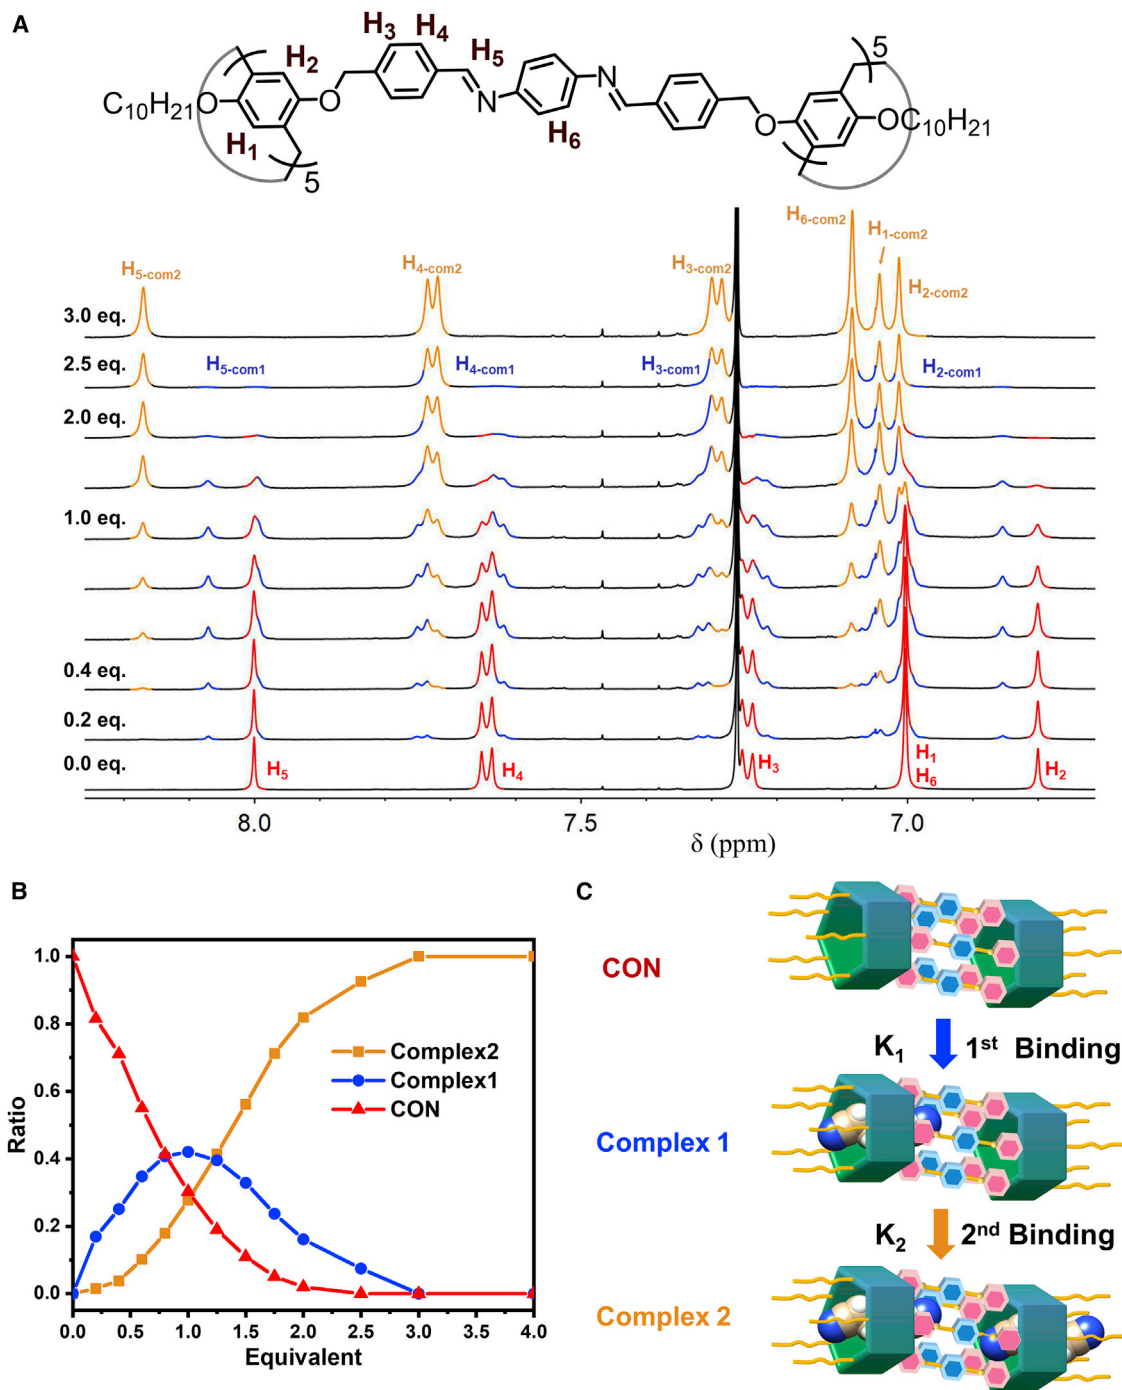 A
H3 H4
H5
H2
5
C10H21 O
O
N
N
O
OC10H21
H1
H6
5
H6-com2
H1-com2
H5-com2
H4-com2
H3-com2
H2-com2
3.0 eq.
2.5 eq.
H5-com1
H4-com1
H3-com1
H2-com1
2.0 eq.
1.0 eq.
0.4 eq.
0.2 eq.
0.0 eq.
H5
H4
H3
H1
H6
H2
8.0 7.5 7.0
δ (ppm)
B
1.0
0.8
0.6
0.4
0.2
0.0
Ratio
Complex2
Complex1
CON
0.0 0.5 1.0 1.5 2.0 2.5 3.0 3.5 4.0
Equivalent
C
CON
K1 1st Binding
Complex 1
K2 2nd Binding
Complex 2